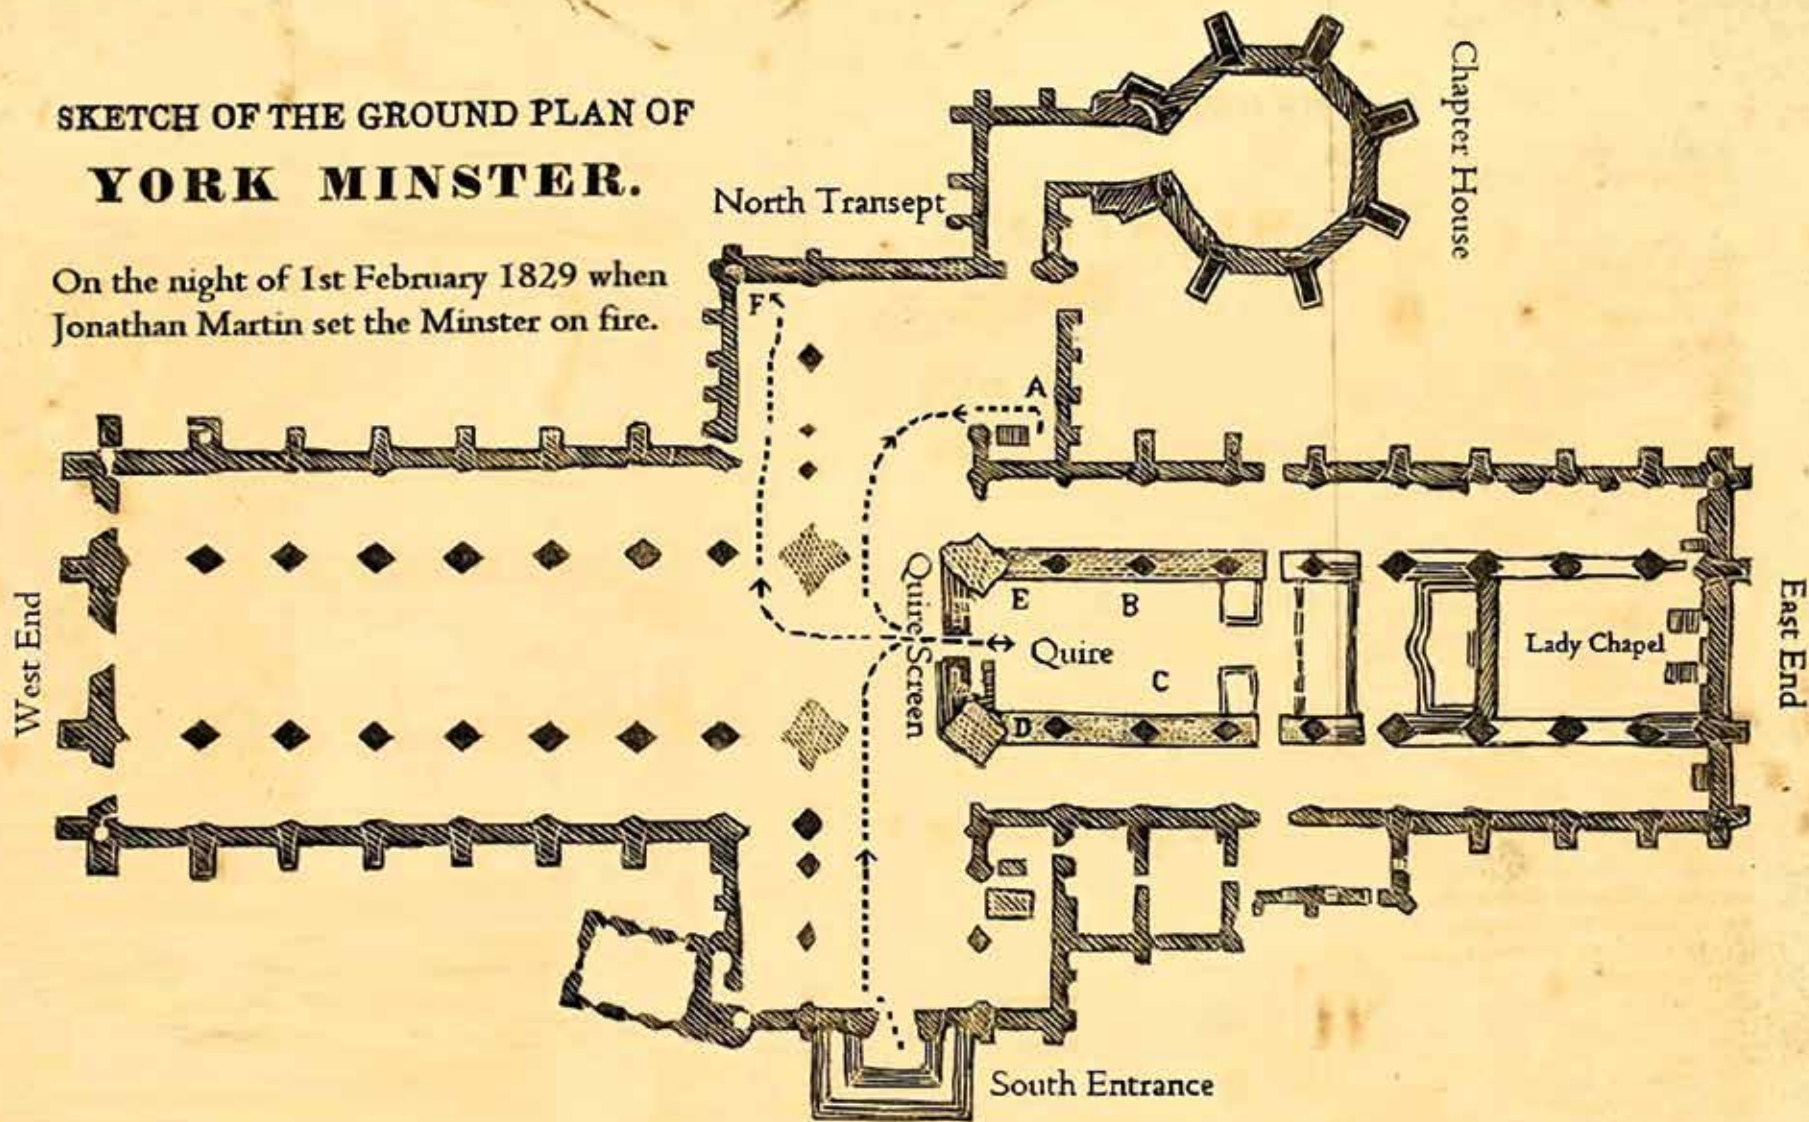 SKETCH OF THE GROUND PLAN OF
YORK MINSTER.
On the night of 1st February 1829 when
Jonathan Martin set the Minster on fire.
North Transept
Chapter House
F
A
West End
Quire Screen
E
B
Quire
C
D
Lady Chapel
East End
South Entrance